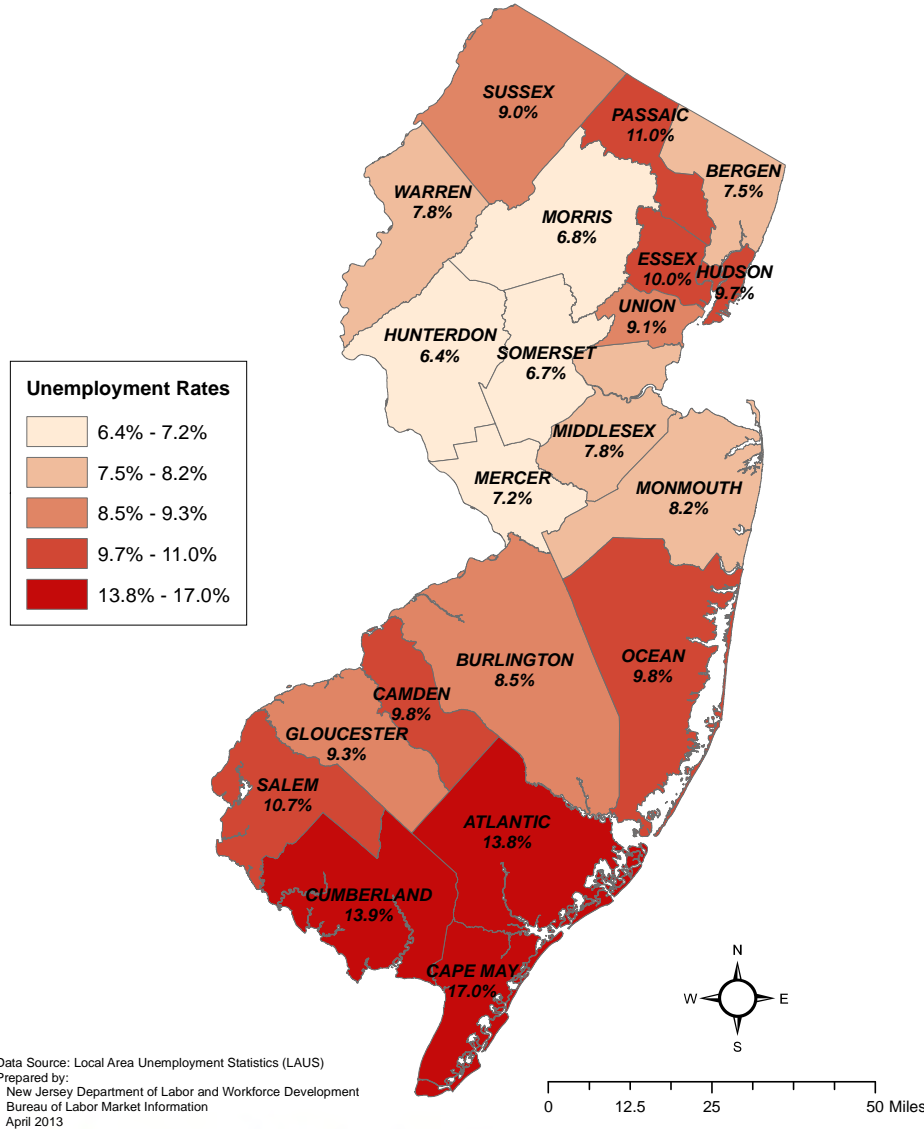 SUSSEX
9.0%
PASSAIC
11.0%
BERGEN
7.5%
WARREN
7.8%
MORRIS
6.8%
ESSEX
10.0%
HUDSON
9.7%
UNION
9.1%
HUNTERDON
6.4%
SOMERSET
6.7%
Unemployment Rates
6.4% - 7.2%
7.5% - 8.2%
8.5% - 9.3%
9.7% - 11.0%
13.8% - 17.0%
MIDDLESEX
7.8%
MERCER
7.2%
MONMOUTH
8.2%
BURLINGTON
8.5%
OCEAN
9.8%
CAMDEN
9.8%
GLOUCESTER
9.3%
SALEM
10.7%
ATLANTIC
13.8%
CUMBERLAND
13.9%
CAPE MAY
17.0%
N
W E
S
Data Source: Local Area Unemployment Statistics (LAUS)
Prepared by:
New Jersey Department of Labor and Workforce Development
Bureau of Labor Market Information
April 2013
0 12.5 25 50 Miles